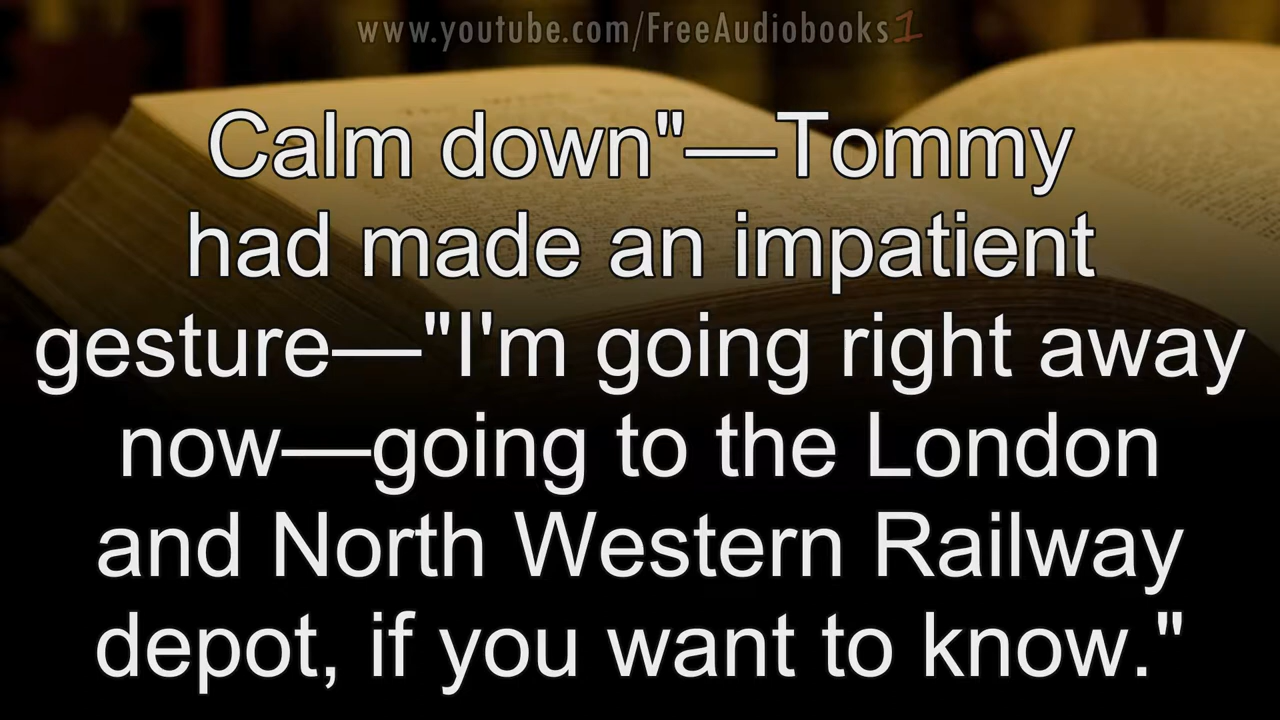 www.youtube.com/FreeAudiobooks1
Calm down"—Tommy
had made an impatient
gesture—"I'm going right away
now—going to the London
and North Western Railway
depot, if you want to know."